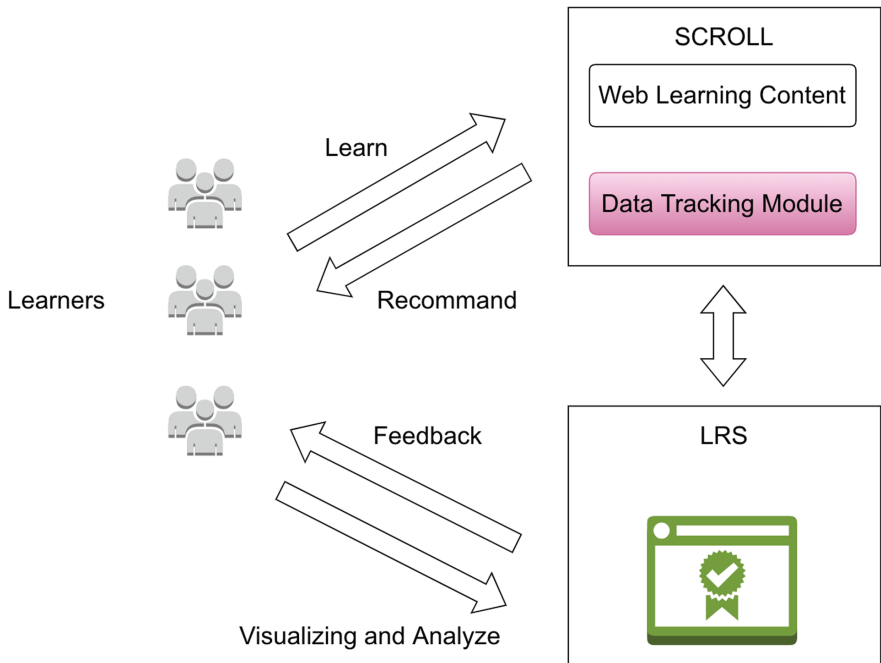 SCROLL
Web Learning Content
Learn
Data Tracking Module
Learners
Recommand
Feedback
LRS
Visualizing and Analyze